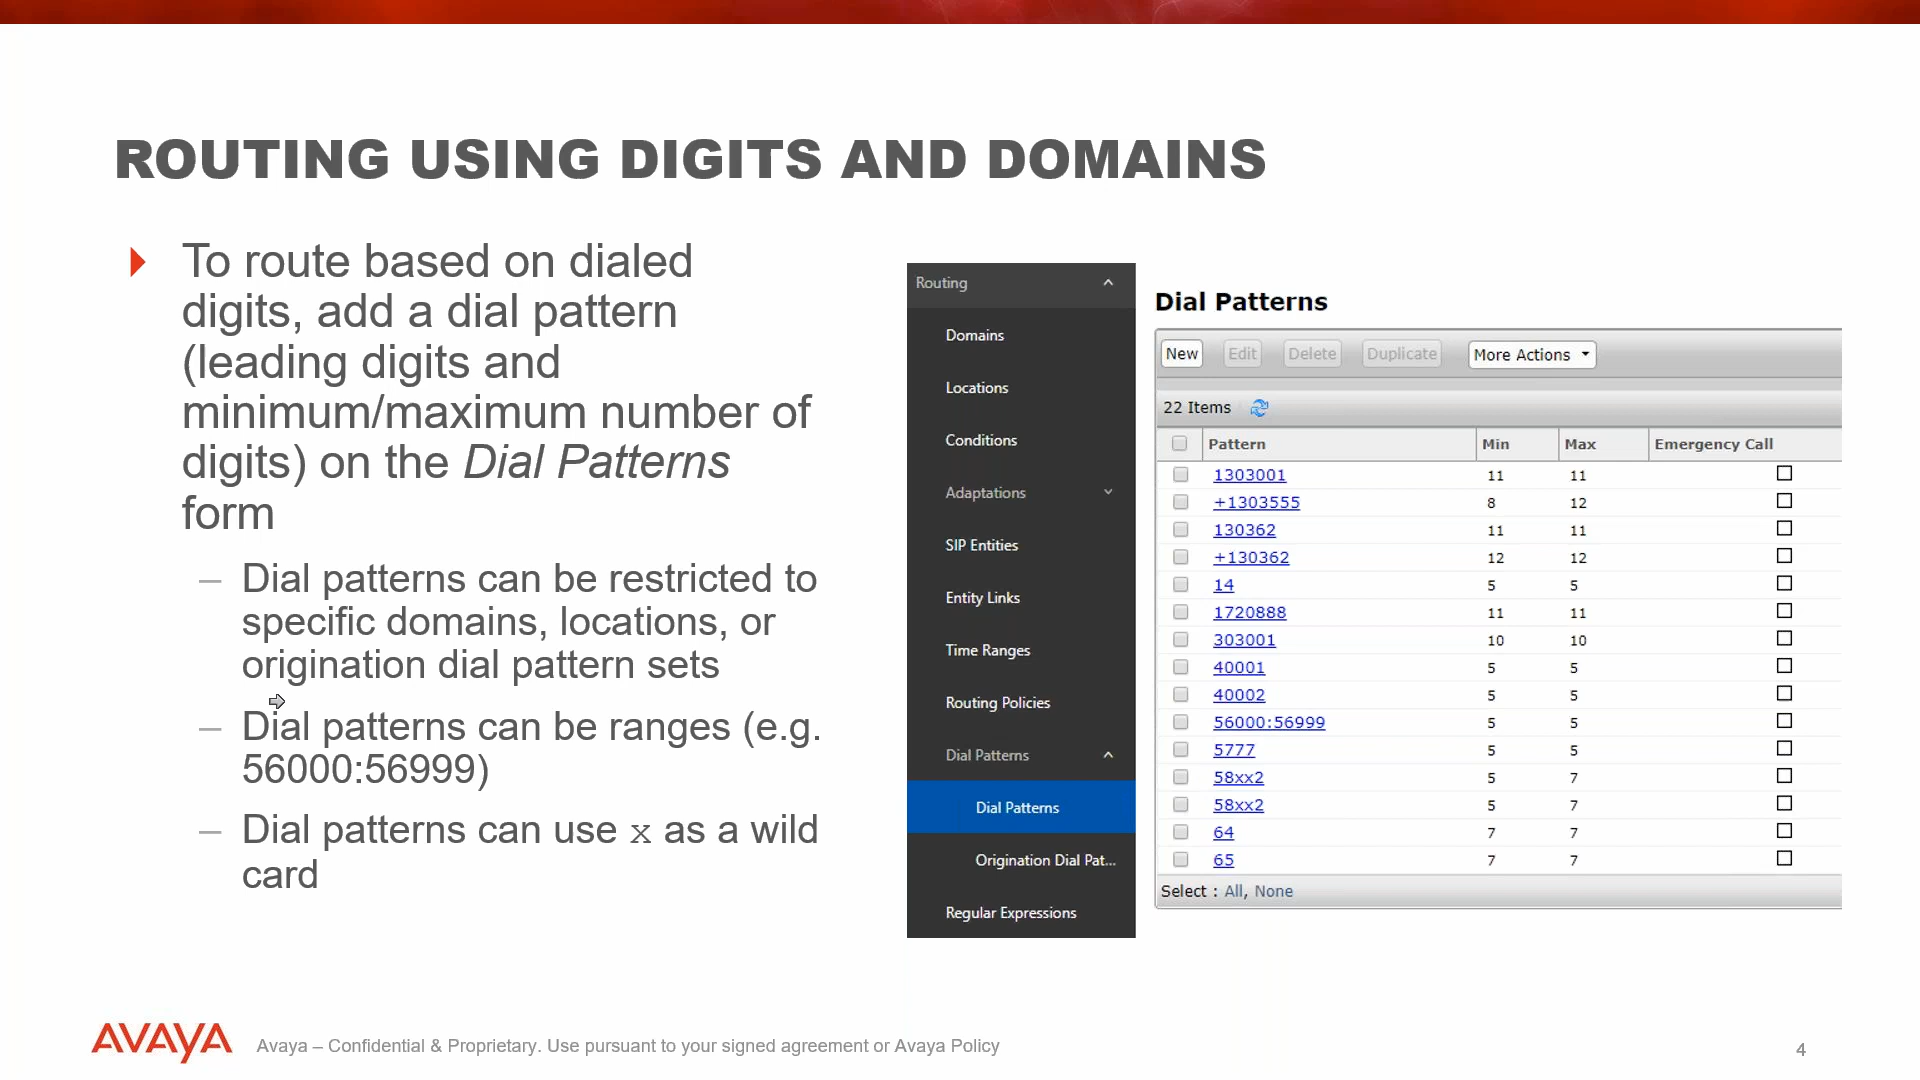 ROUTING USING DIGITS AND DOMAINS
To route based on dialed
digits, add a dial pattern
(leading digits and
minimum/maximum number of
digits) on the Dial Patterns
form
– Dial patterns can be restricted to
specific domains, locations, or
origination dial pattern sets
– Dial patterns can be ranges (e.g.
56000:56999)
– Dial patterns can use x as a wild
card
Routing
Domains
Locations
Conditions
Adaptations
SIP Entities
Entity Links
Time Ranges
Routing Policies
Dial Patterns
Dial Patterns
Origination Dial Pat...
Regular Expressions
Dial Patterns
New Edit Delete Duplicate More Actions
22 Items
Pattern Min Max Emergency Call
1303001 11 11
+1303555 8 12
130362 11 11
+130362 12 12
14 5 5
1720888 11 11
303001 10 10
40001 5 5
40002 5 5
56000:56999 5 5
5777 5 5
58xx2 5 7
58xx2 5 7
64 7 7
65 7 7
Select : All, None
AVAYA
Avaya – Confidential & Proprietary. Use pursuant to your signed agreement or Avaya Policy
4